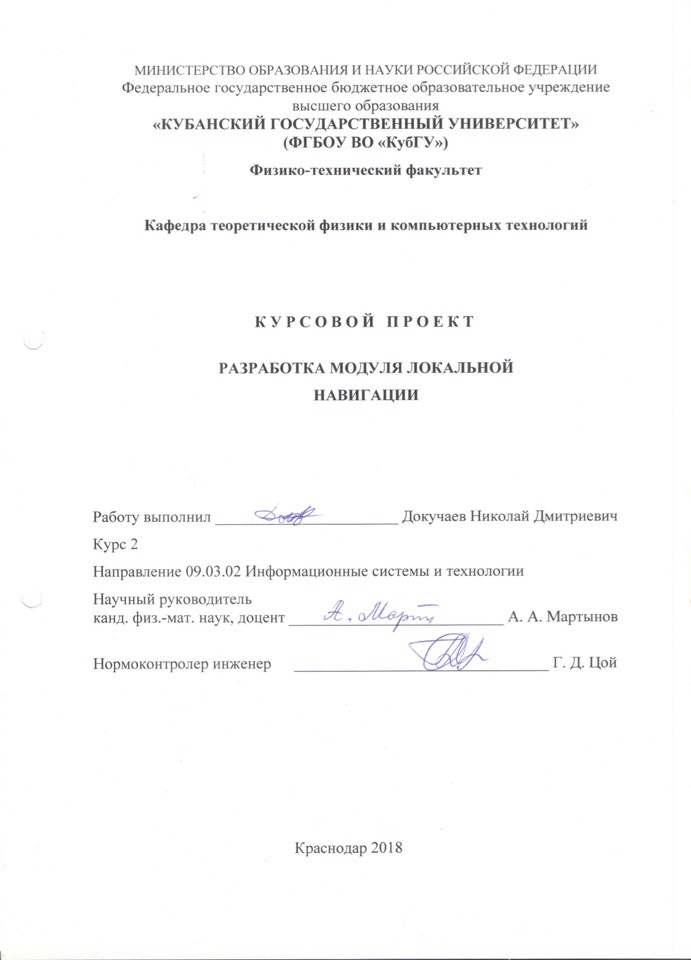 МИНИСТЕРСТВО ОБРАЗОВАНИЯ И НАУКИ РОССИЙСКОЙ ФЕДЕРАЦИИ
Федеральное государственное бюджетное образовательное учреждение
высшего образования
«КУБАНСКИЙ ГОСУДАРСТВЕННЫЙ УНИВЕРСИТЕТ»
(ФГБОУ ВО «КубГУ»)
Физико-технический факультет
Кафедра теоретической физики и компьютерных технологий
К У Р С О В О Й П Р О Е К Т
РАЗРАБОТКА МОДУЛЯ ЛОКАЛЬНОЙ
НАВИГАЦИИ
Работу выполнил Докучаев Николай Дмитриевич
Курс 2
Направление 09.03.02 Информационные системы и технологии
Научный руководитель
канд. физ.-мат. наук, доцент А. А. Мартынов
Нормоконтролер инженер Г. Д. Цой
Краснодар 2018